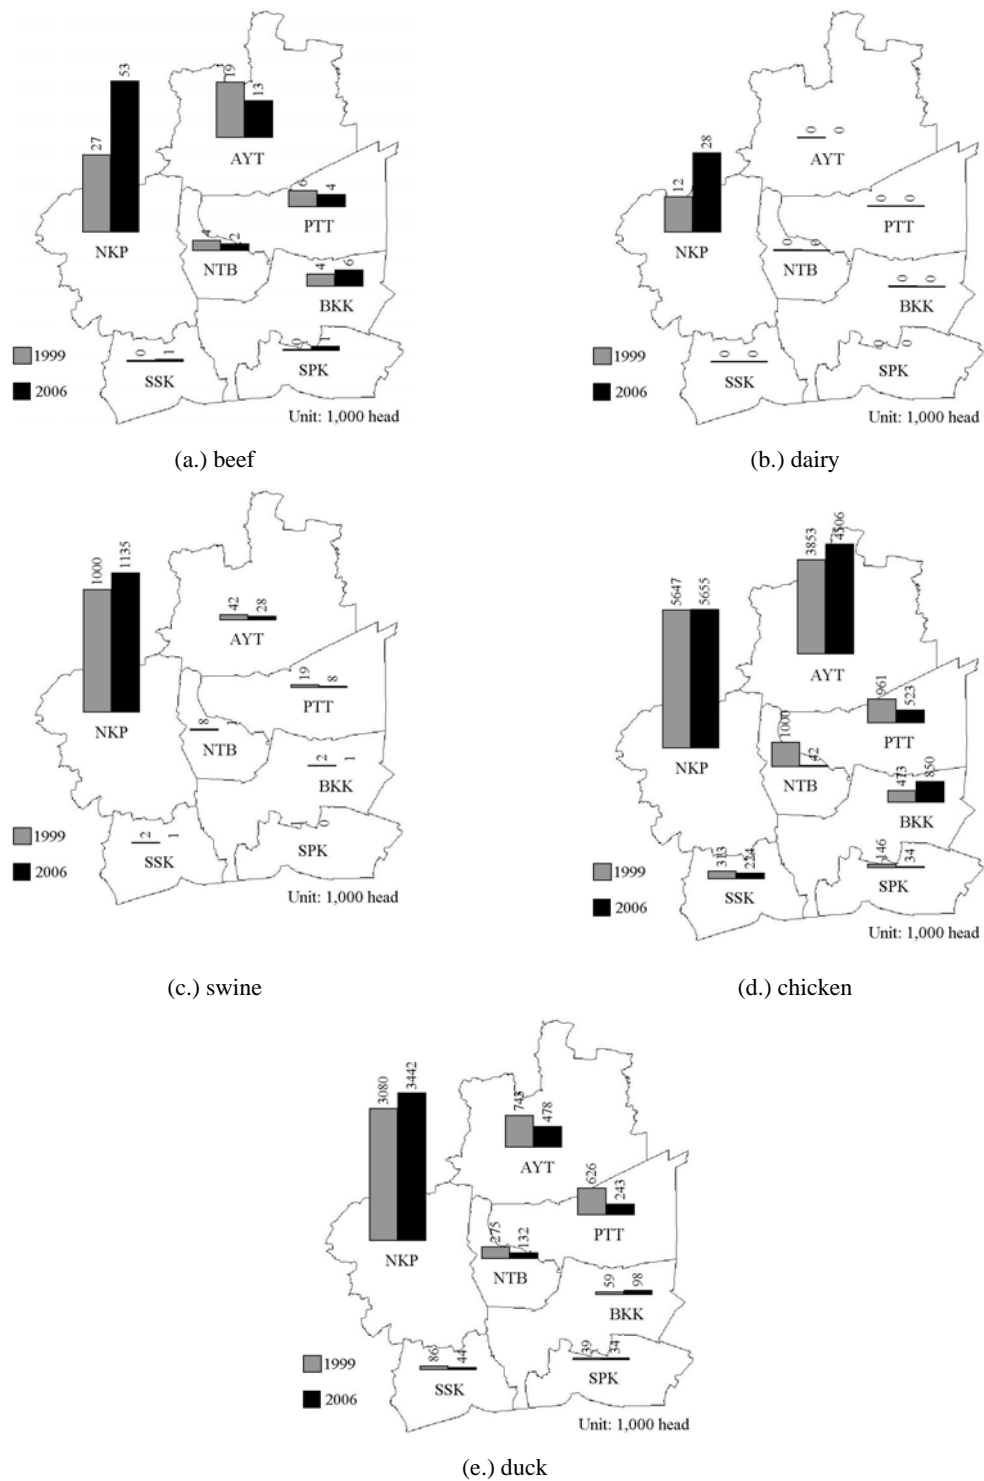 19
13
AYT
27
53
NKP
6
4
PTT
4
2
NTB
4
6
BKK
0
1
SSK
0
1
SPK
1999
2006
Unit: 1,000 head
(a.) beef
0
0
AYT
12
28
NKP
0
0
PTT
0
0
NTB
0
0
BKK
0
0
SSK
0
0
SPK
1999
2006
Unit: 1,000 head
(b.) dairy
1000
1135
NKP
42
28
AYT
19
8
PTT
8
1
NTB
2
1
BKK
2
1
SSK
1
0
SPK
1999
2006
Unit: 1,000 head
(c.) swine
3853
4506
AYT
5647
5655
NKP
961
523
PTT
1000
42
NTB
473
850
BKK
313
224
SSK
146
34
SPK
1999
2006
Unit: 1,000 head
(d.) chicken
3080
3442
NKP
743
478
AYT
626
243
PTT
275
132
NTB
59
98
BKK
86
44
SSK
39
34
SPK
1999
2006
Unit: 1,000 head
(e.) duck